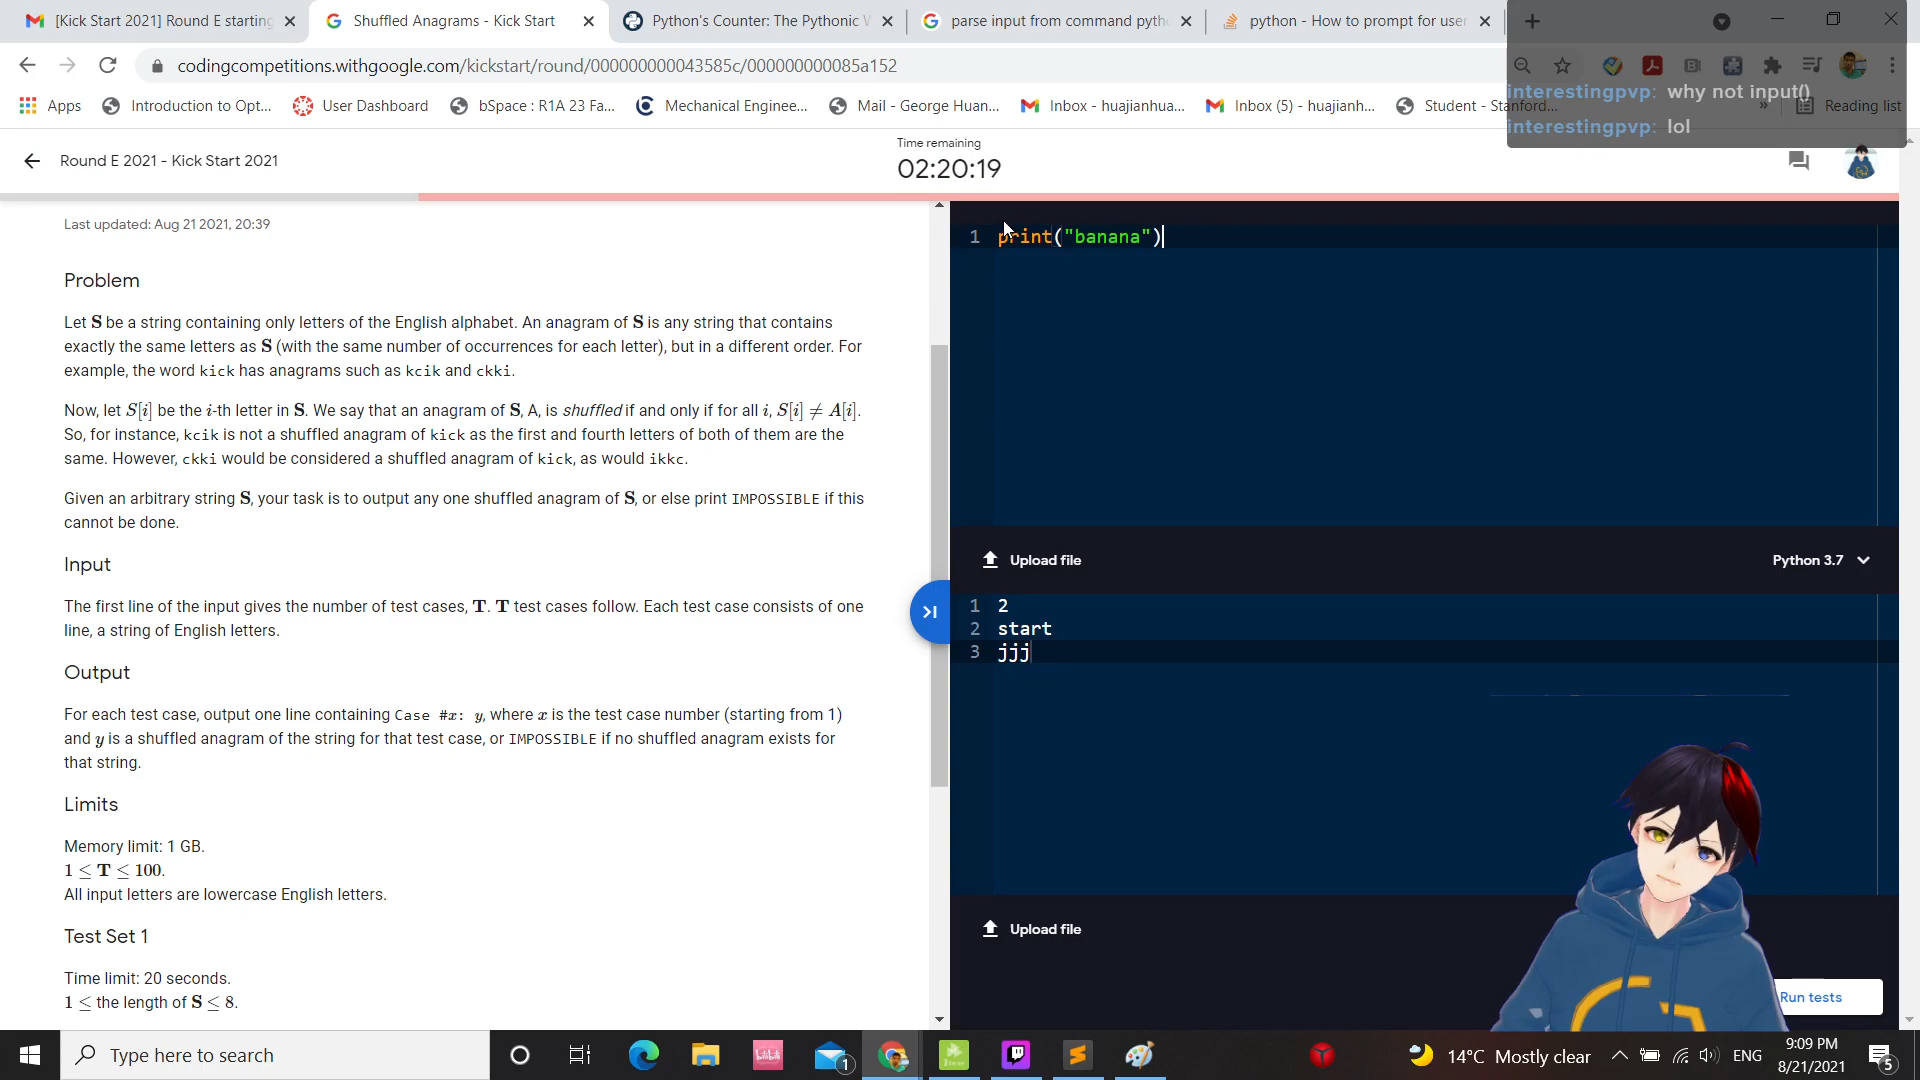 [Kick Start 2021] Round E starting
Shuffled Anagrams - Kick Start
Python's Counter: The Pythonic W
parse input from command pyth
python - How to prompt for user
codingcompetitions.withgoogle.com/kickstart/round/000000000043585c/000000000085a152
interestingpvp: why not input()
interestingpvp: lol
Apps
Introduction to Opt...
User Dashboard
bSpace : R1A 23 Fa...
Mechanical Enginee...
Mail - George Huan...
Inbox - huajianhua...
Inbox (5) - huajianh...
Student - Stanford...
»
Reading list
Round E 2021 - Kick Start 2021
Time remaining
02:20:19
Last updated: Aug 21 2021, 20:39
Problem
Let S be a string containing only letters of the English alphabet. An anagram of S is any string that contains
exactly the same letters as S (with the same number of occurrences for each letter), but in a different order. For
example, the word kick has anagrams such as kcik and ckki.
Now, let S[i] be the i-th letter in S. We say that an anagram of S, A, is shuffled if and only if for all i, S[i] ≠ A[i].
So, for instance, kcik is not a shuffled anagram of kick as the first and fourth letters of both of them are the
same. However, ckki would be considered a shuffled anagram of kick, as would ikkc.
Given an arbitrary string S, your task is to output any one shuffled anagram of S, or else print IMPOSSIBLE if this
cannot be done.
Input
The first line of the input gives the number of test cases, T. T test cases follow. Each test case consists of one
line, a string of English letters.
Output
For each test case, output one line containing Case #x: y, where x is the test case number (starting from 1)
and y is a shuffled anagram of the string for that test case, or IMPOSSIBLE if no shuffled anagram exists for
that string.
Limits
Memory limit: 1 GB.
1 ≤ T ≤ 100.
All input letters are lowercase English letters.
Test Set 1
Time limit: 20 seconds.
1 ≤ the length of S ≤ 8.
1 print("banana")
Upload file
Python 3.7
1 2
2 start
3 jjj
Upload file
Run tests
Type here to search
1
14°C Mostly clear
ENG
9:09 PM
8/21/2021
5